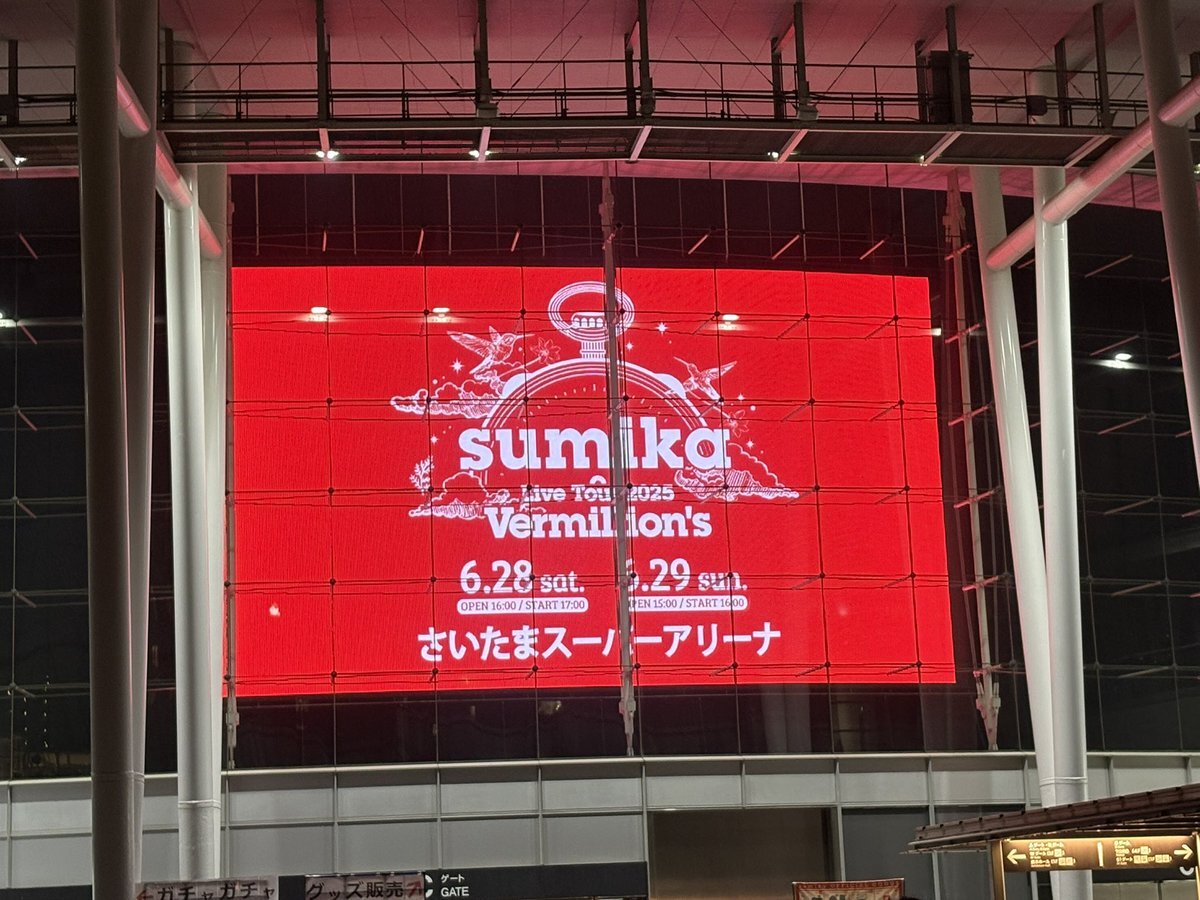 sumika
Live Tour 2025
Vermillion's
6.28 sat. 6.29 sun.
OPEN 16:00 / START 17:00 OPEN 15:00 / START 16:00
さいたまスーパーアリーナ
ガチャガチャ
グッズ販売
ゲート
GATE